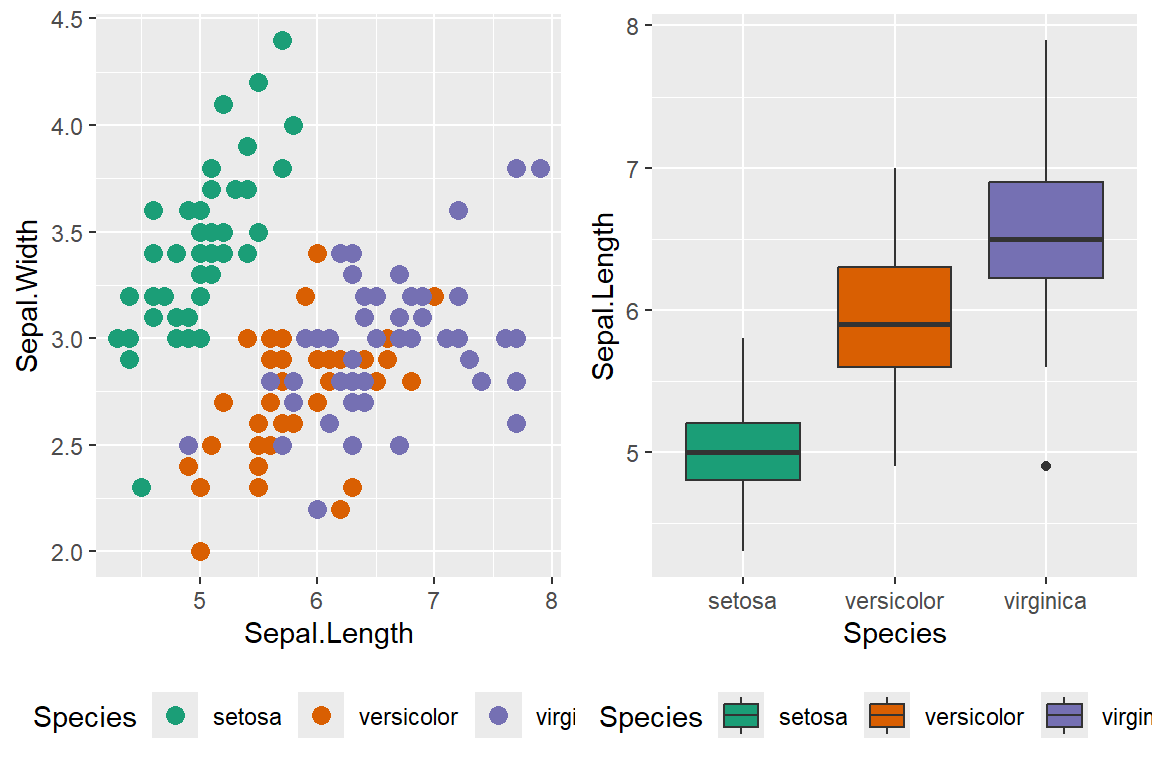 4.5
4.0
3.5
3.0
2.5
2.0
Sepal.Width
5 6 7 8
Sepal.Length
Species setosa versicolor virgi
8
7
6
5
Sepal.Length
setosa versicolor virginica
Species
Species setosa versicolor virgin